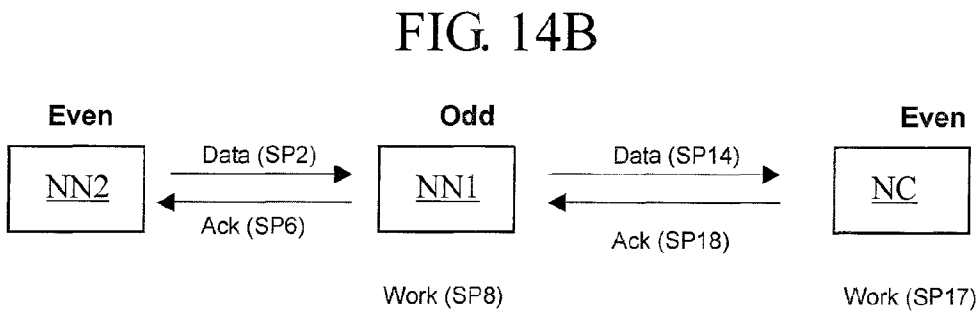 FIG. 14B
Even Odd Even
Data (SP2) Data (SP14)
NN2 NN1 NC
Ack (SP6) Ack (SP18)
Work (SP8) Work (SP17)